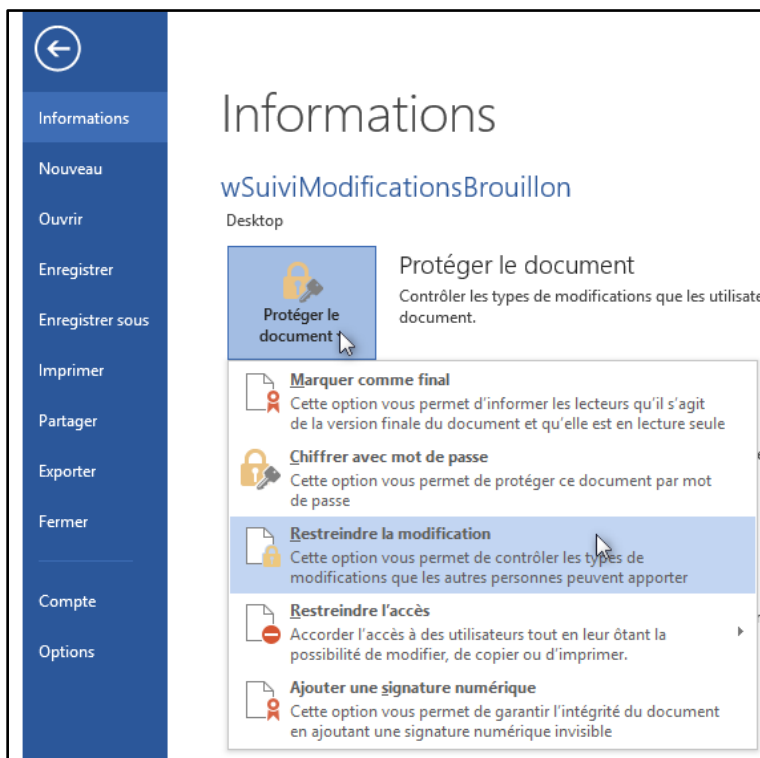 Informations
Nouveau
Ouvrir
Enregistrer
Enregistrer sous
Imprimer
Partager
Exporter
Fermer
Compte
Options
Informations
wSuiviModificationsBrouillon
Desktop
Protéger le
document
Protéger le document
Contrôler les types de modifications que les
document.
Marquer comme final
Cette option vous permet d'informer les lecteurs qu'il s'agit
de la version finale du document et qu'elle est en lecture seule
Chiffrer avec mot de passe
Cette option vous permet de protéger ce document par mot
de passe
Restreindre la modification
Cette option vous permet de contrôler les types de
modifications que les autres personnes peuvent apporter
Restreindre l'accès
Accorder l'accès à des utilisateurs tout en leur ôtant la
possibilité de modifier, de copier ou d'imprimer.
Ajouter une signature numérique
Cette option vous permet de garantir l'intégrité du document
en ajoutant une signature numérique invisible